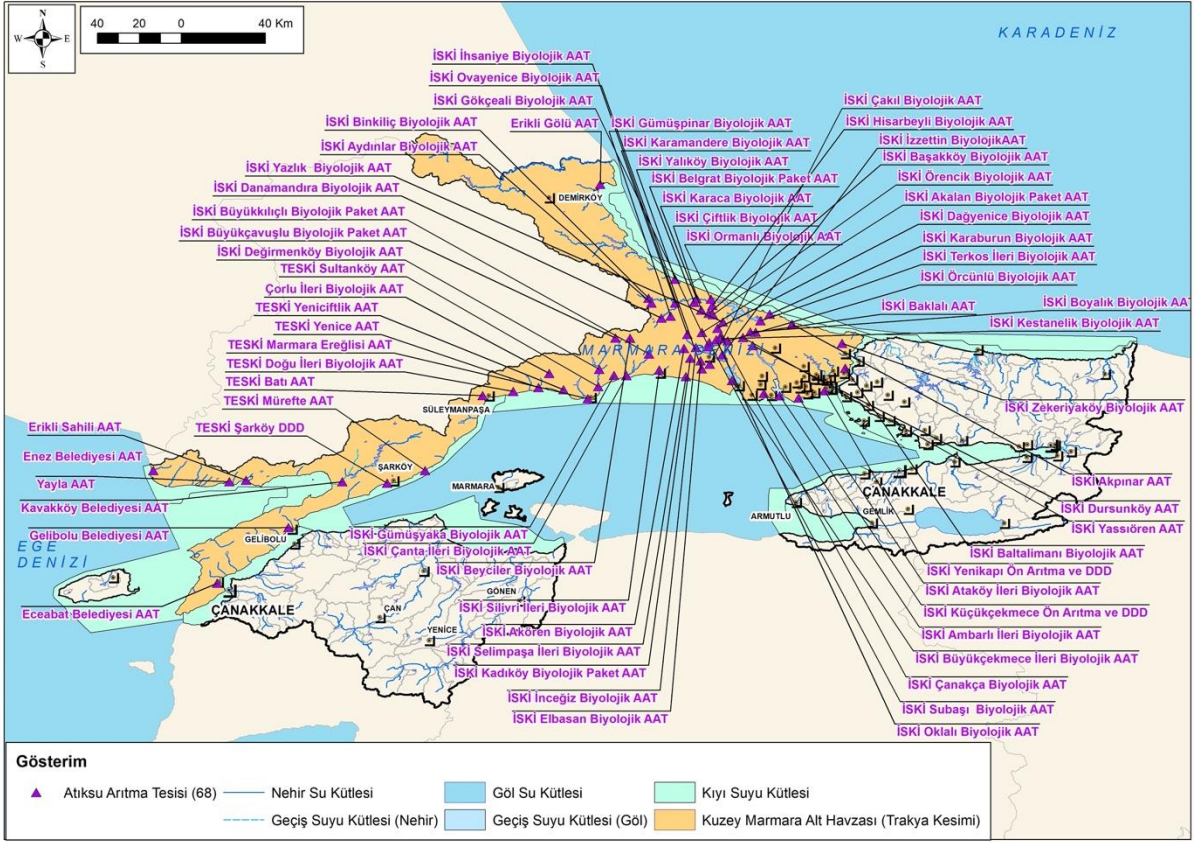 N
W E
S
40 20 0 40 Km
KARADENİZ
İSKİ İhsaniye Biyolojik AAT
İSKİ Ovayenice Biyolojik AAT
İSKİ Gökçeali Biyolojik AAT
Erikli Gölü AAT
İSKİ Binkiliç Biyolojik AAT
İSKİ Aydınlar Biyolojik AAT
İSKİ Yazlık Biyolojik AAT
İSKİ Danamandıra Biyolojik AAT
İSKİ Büyükkılıçlı Biyolojik Paket AAT
İSKİ Büyükçavuşlu Biyolojik Paket AAT
İSKİ Değirmenköy Biyolojik AAT
TESKİ Sultanköy AAT
Çorlu İleri Biyolojik AAT
TESKİ Yeniciftlik AAT
TESKİ Yenice AAT
TESKİ Marmara Ereğlisi AAT
TESKİ Doğu İleri Biyolojik AAT
TESKİ Batı AAT
TESKİ Mürefte AAT
TESKİ Şarköy DDD
Erikli Sahili AAT
Enez Belediyesi AAT
Yayla AAT
Kavakköy Belediyesi AAT
Gelibolu Belediyesi AAT
Eceabat Belediyesi AAT
İSKİ Gümüşpınar Biyolojik AAT
İSKİ Karamandere Biyolojik AAT
İSKİ Yalıköy Biyolojik AAT
İSKİ Belgrat Biyolojik Paket AAT
İSKİ Karaca Biyolojik AAT
İSKİ Çiftlik Biyolojik AAT
İSKİ Ormanlı Biyolojik AAT
İSKİ Çakıl Biyolojik AAT
İSKİ Hisarbeyli Biyolojik AAT
İSKİ İzzettin BiyolojikAAT
İSKİ Başakköy Biyolojik AAT
İSKİ Örencik Biyolojik AAT
İSKİ Akalan Biyolojik Paket AAT
İSKİ Dağyenice Biyolojik AAT
İSKİ Karaburun Biyolojik AAT
İSKİ Terkos İleri Biyolojik AAT
İSKİ Örcünlü Biyolojik AAT
İSKİ Baklalı AAT
İSKİ Boyalık Biyolojik AAT
İSKİ Kestanelik Biyolojik AAT
İSKİ Zekeriyaköy Biyolojik AAT
İSKİ Akpınar AAT
İSKİ Dursunköy AAT
İSKİ Yassıören AAT
İSKİ Baltalimanı Biyolojik AAT
İSKİ Yenikapı Ön Arıtma ve DDD
İSKİ Ataköy İleri Biyolojik AAT
İSKİ Küçükçekmece Ön Arıtma ve DDD
İSKİ Ambarlı İleri Biyolojik AAT
İSKİ Büyükçekmece İleri Biyolojik AAT
İSKİ Çanakça Biyolojik AAT
İSKİ Subaşı Biyolojik AAT
İSKİ Oklalı Biyolojik AAT
İSKİ Gümüşyaka Biyolojik AAT
İSKİ Çanta İleri Biyolojik AAT
İSKİ Beyciler Biyolojik AAT
İSKİ Silivri İleri Biyolojik AAT
İSKİ Akören Biyolojik AAT
İSKİ Selimpaşa İleri Biyolojik AAT
İSKİ Kadıköy Biyolojik Paket AAT
İSKİ İnceğiz Biyolojik AAT
İSKİ Elbasan Biyolojik AAT
DEMİRKÖY
MARMARA DENİZİ
SÜLEYMANPAŞA
ŞARKÖY
MARMARA
GELİBOLU
EGE
DENİZİ
ÇANAKKALE
ÇAN
YENİCE
GÖNEN
ARMUTLU
ÇANAKKALE
GEMLİK
Gösterim
Atıksu Arıtma Tesisi (68)
Nehir Su Kütlesi
Göl Su Kütlesi
Kıyı Suyu Kütlesi
Geçiş Suyu Kütlesi (Nehir)
Geçiş Suyu Kütlesi (Göl)
Kuzey Marmara Alt Havzası (Trakya Kesimi)